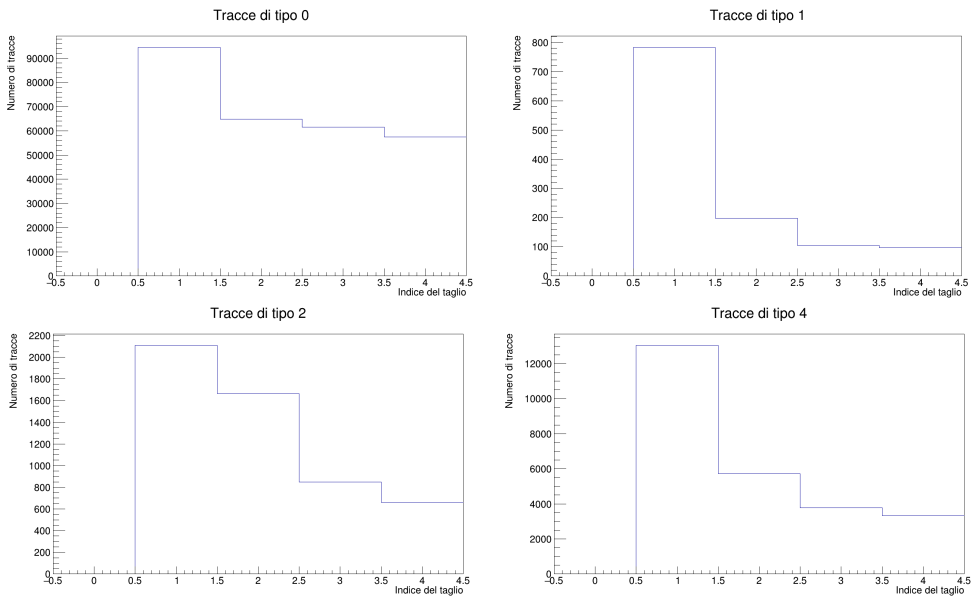 Tracce di tipo 0
Numero di tracce
90000
80000
70000
60000
50000
40000
30000
20000
10000
0
−0.5 0 0.5 1 1.5 2 2.5 3 3.5 4 4.5
Indice del taglio
Tracce di tipo 1
Numero di tracce
800
700
600
500
400
300
200
100
0
−0.5 0 0.5 1 1.5 2 2.5 3 3.5 4 4.5
Indice del taglio
Tracce di tipo 2
Numero di tracce
2200
2000
1800
1600
1400
1200
1000
800
600
400
200
0
−0.5 0 0.5 1 1.5 2 2.5 3 3.5 4 4.5
Indice del taglio
Tracce di tipo 4
Numero di tracce
12000
10000
8000
6000
4000
2000
0
−0.5 0 0.5 1 1.5 2 2.5 3 3.5 4 4.5
Indice del taglio